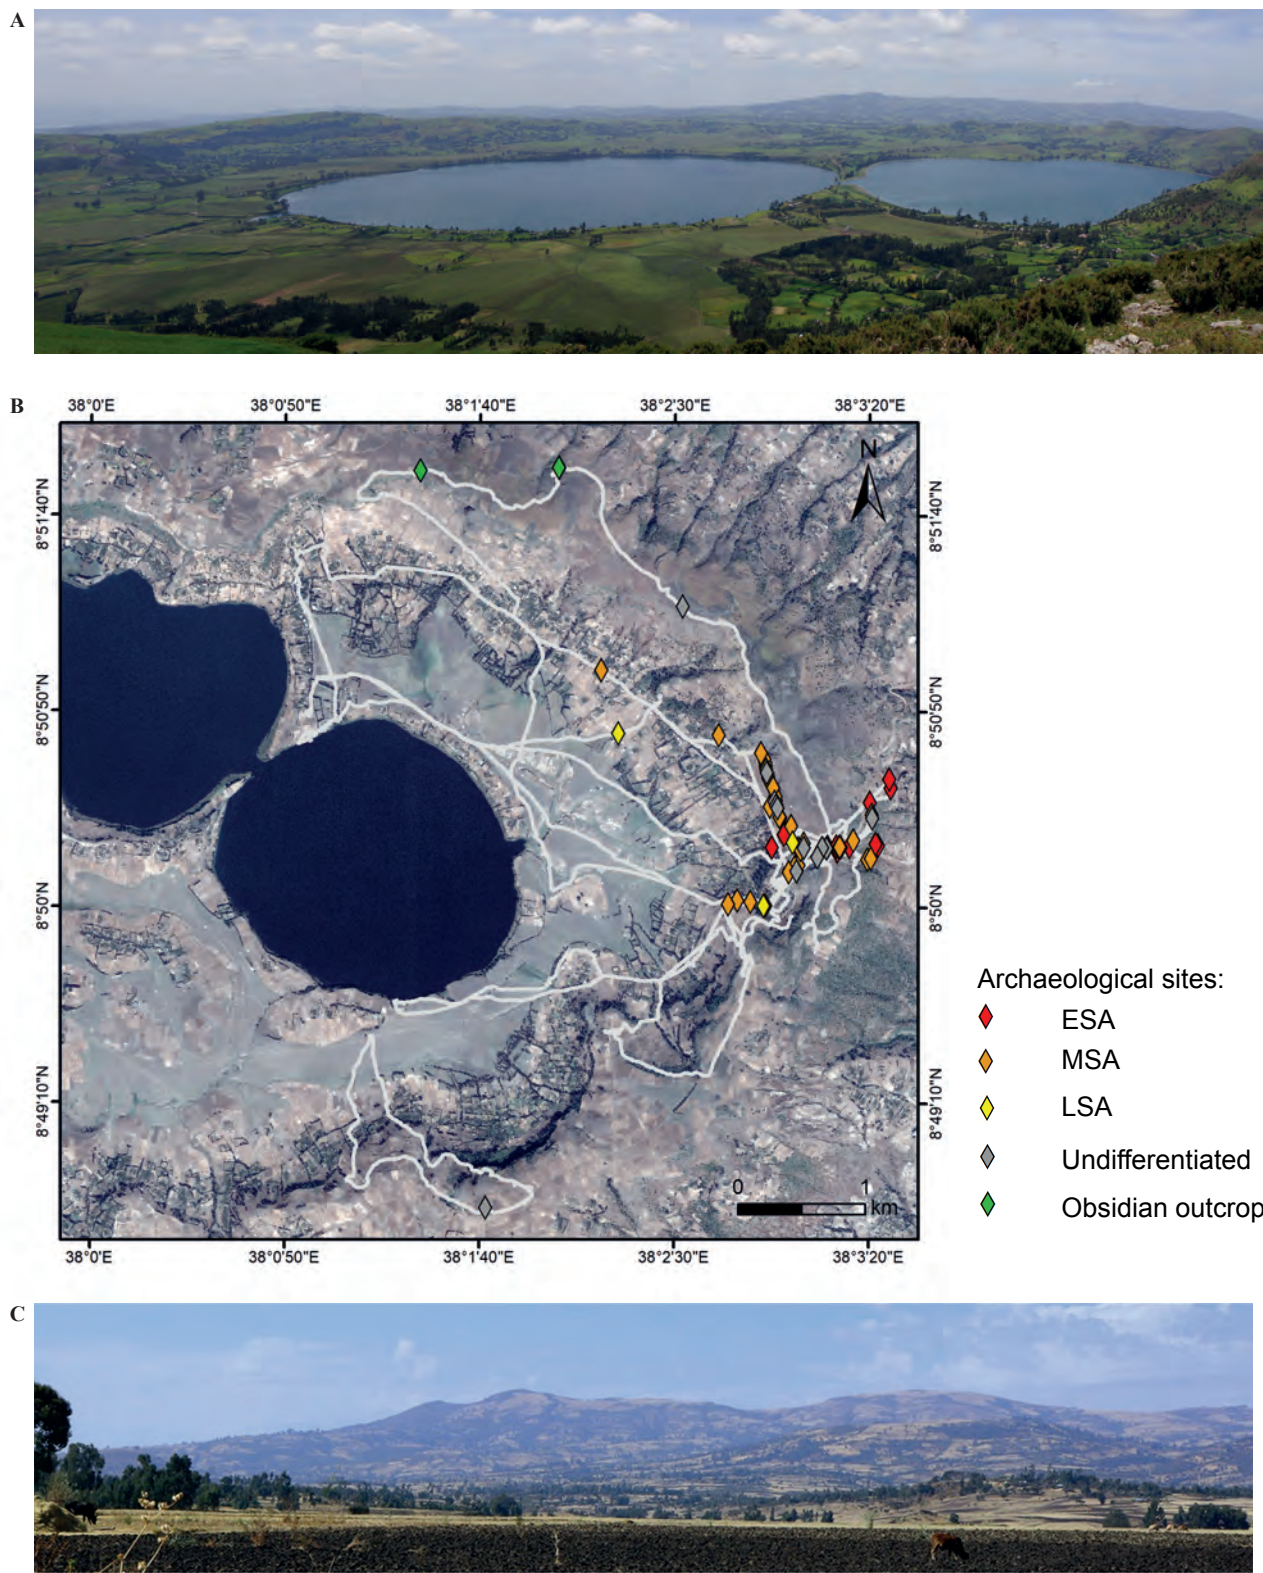 A
B
38°0'E 38°0'50"E 38°1'40"E 38°2'30"E 38°3'20"E
N
8°51'40"N 8°51'40"N
8°50'50"N 8°50'50"N
8°50'N 8°50'N
8°49'10"N 8°49'10"N
0 1
km
38°0'E 38°0'50"E 38°1'40"E 38°2'30"E 38°3'20"E
Archaeological sites:
ESA
MSA
LSA
Undifferentiated
Obsidian outcrop
C